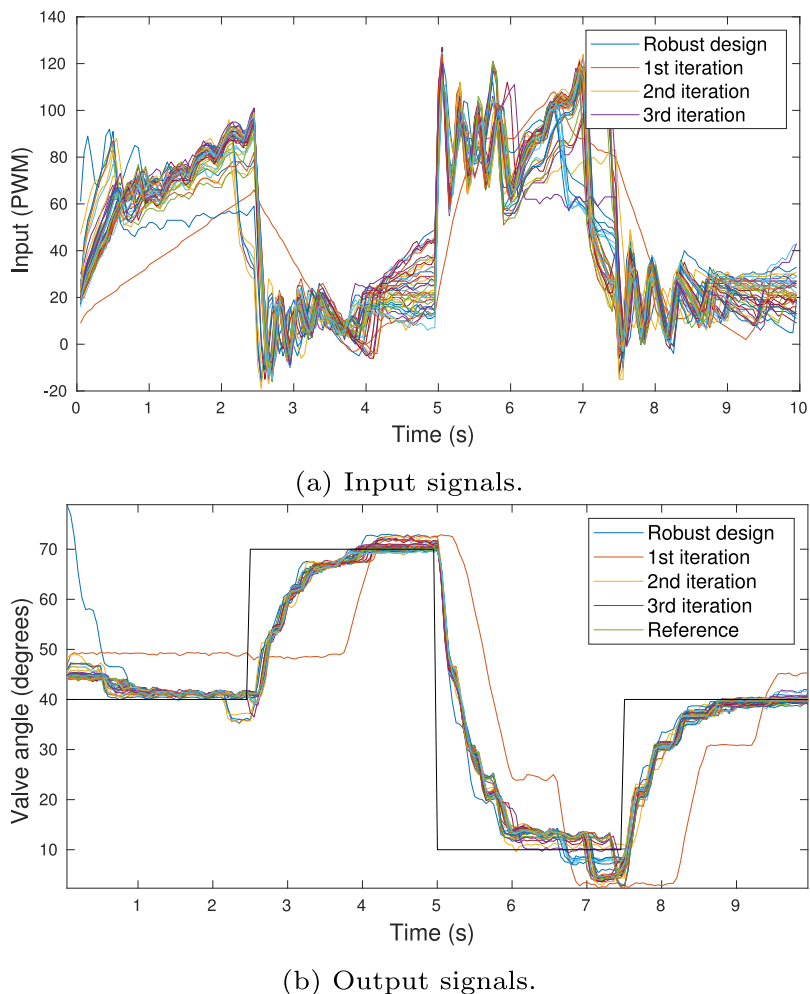 140
120
100
80
60
40
20
0
-20
Input (PWM)
Robust design
1st iteration
2nd iteration
3rd iteration
0 1 2 3 4 5 6 7 8 9 10
Time (s)
(a) Input signals.
70
60
50
40
30
20
10
Valve angle (degrees)
Robust design
1st iteration
2nd iteration
3rd iteration
Reference
1 2 3 4 5 6 7 8 9
Time (s)
(b) Output signals.